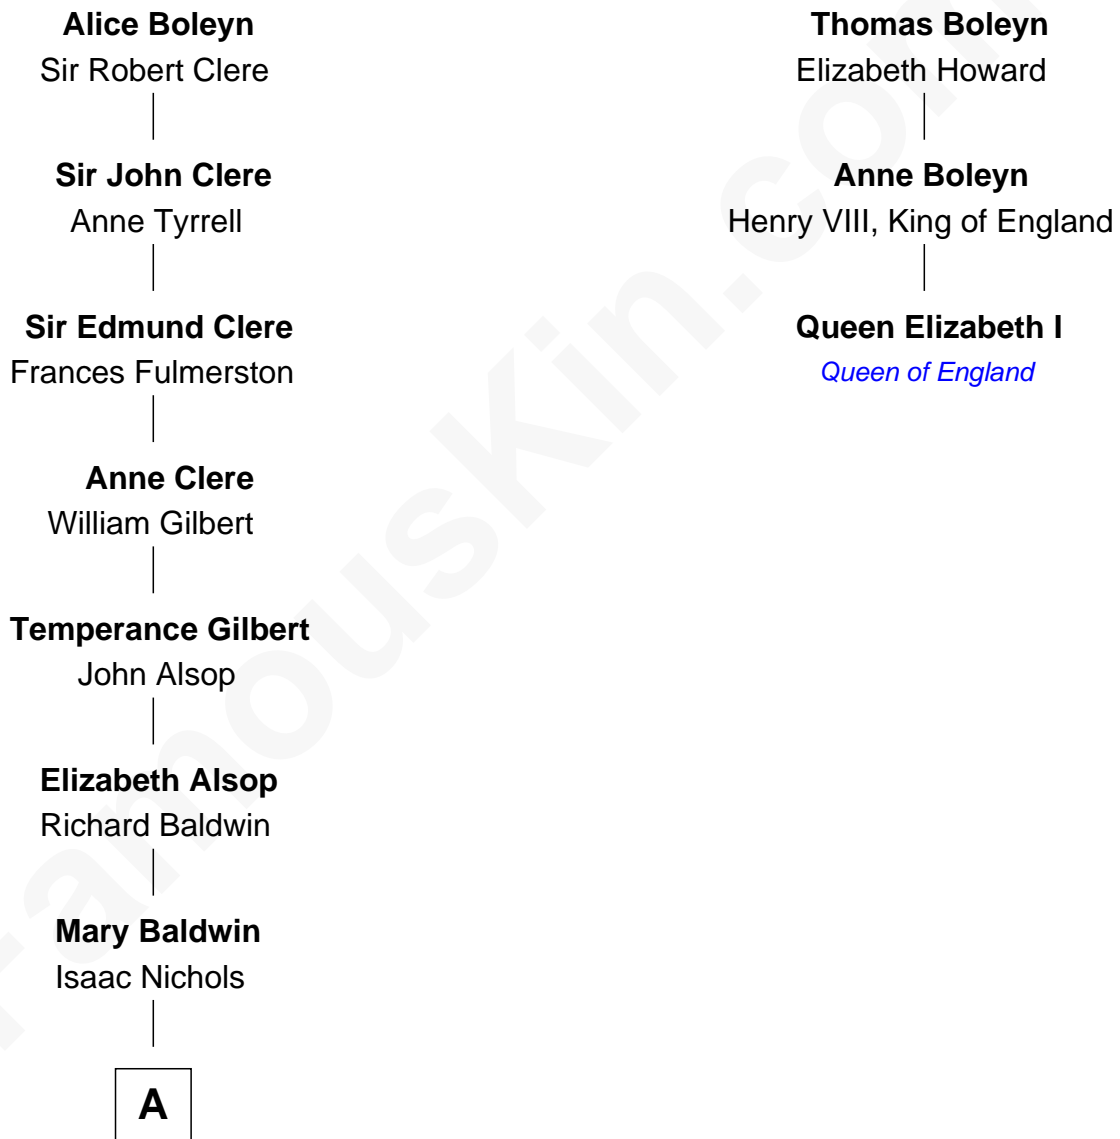 Alice Boleyn
Sir Robert Clere
Sir John Clere
Anne Tyrrell
Sir Edmund Clere
Frances Fulmerston
Anne Clere
William Gilbert
Temperance Gilbert
John Alsop
Elizabeth Alsop
Richard Baldwin
Mary Baldwin
Isaac Nichols
A
Thomas Boleyn
Elizabeth Howard
Anne Boleyn
Henry VIII, King of England
Queen Elizabeth I
Queen of England
FamousKin.com